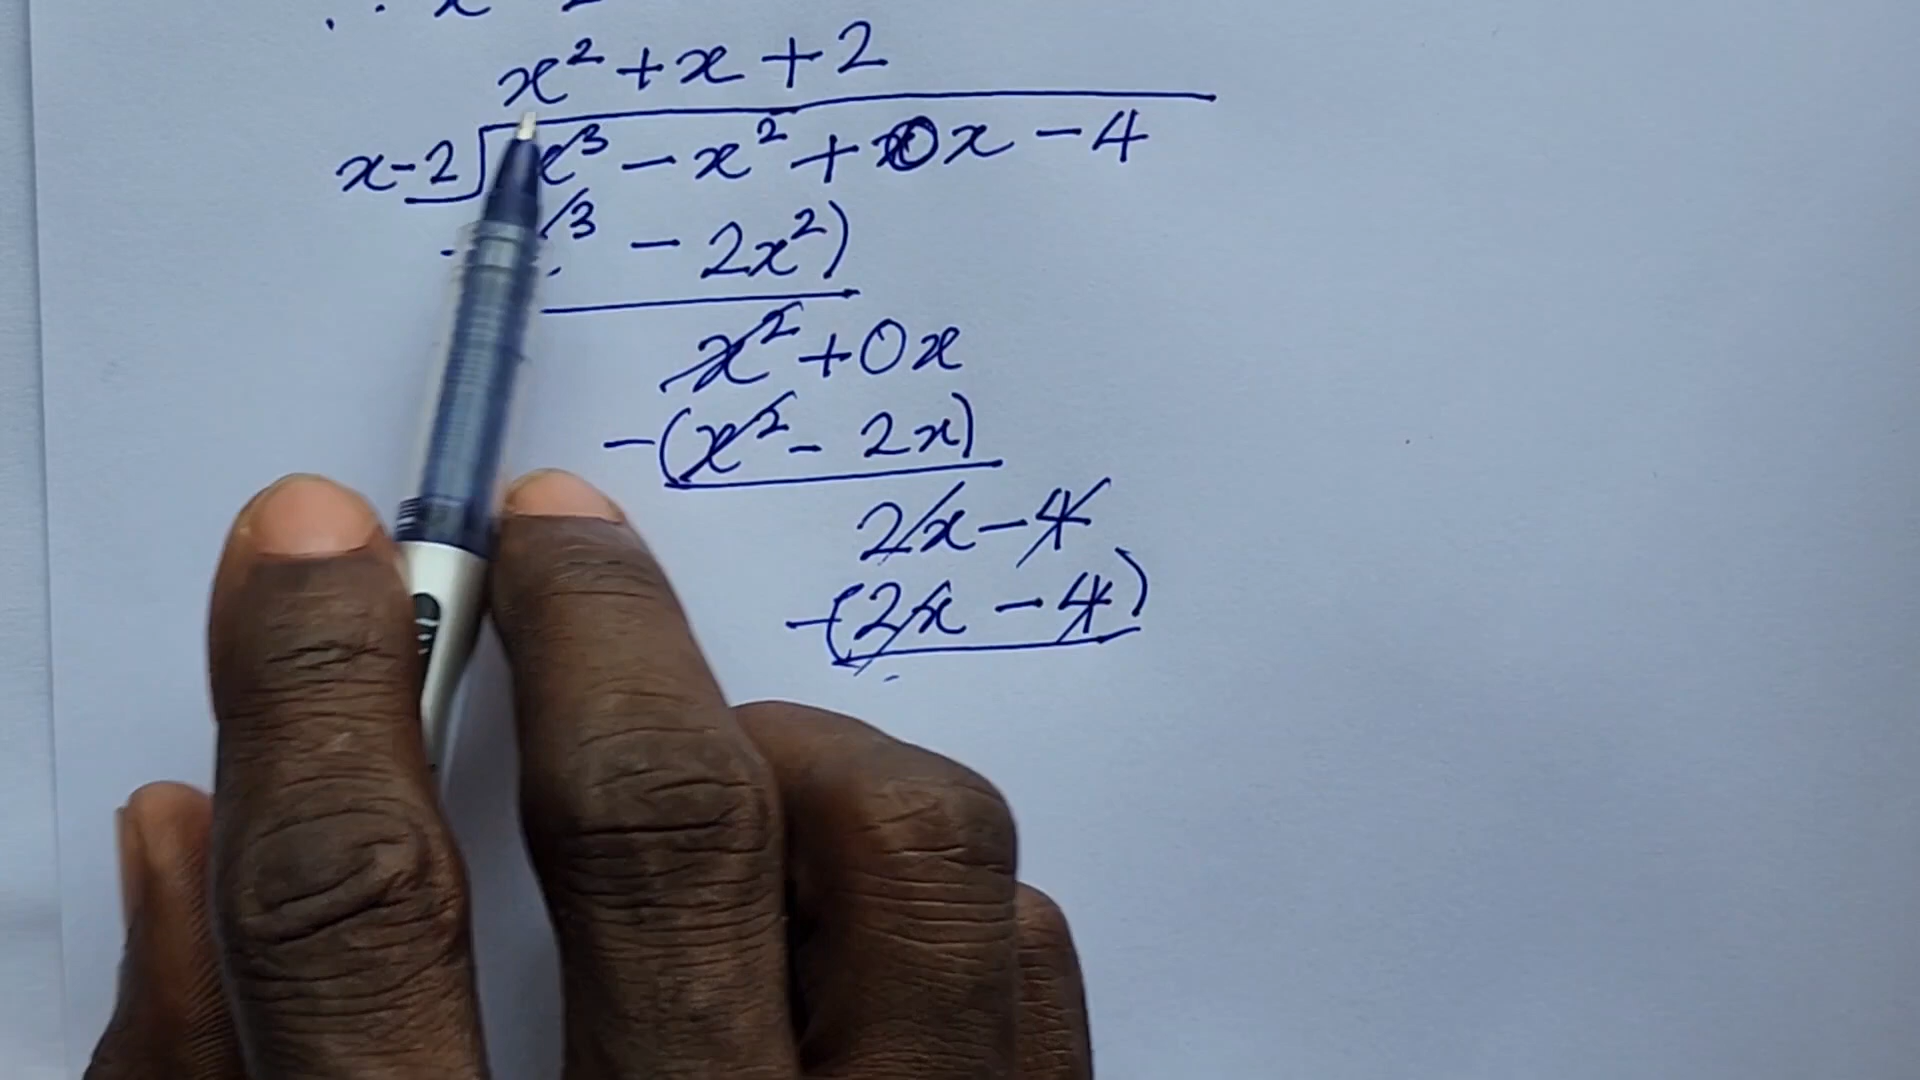 x² + x + 2
x-2 x³ - x² + 0x - 4
³ - 2x²)
x² + 0x
-(x² - 2x)
2x - 4
-(2x - 4)